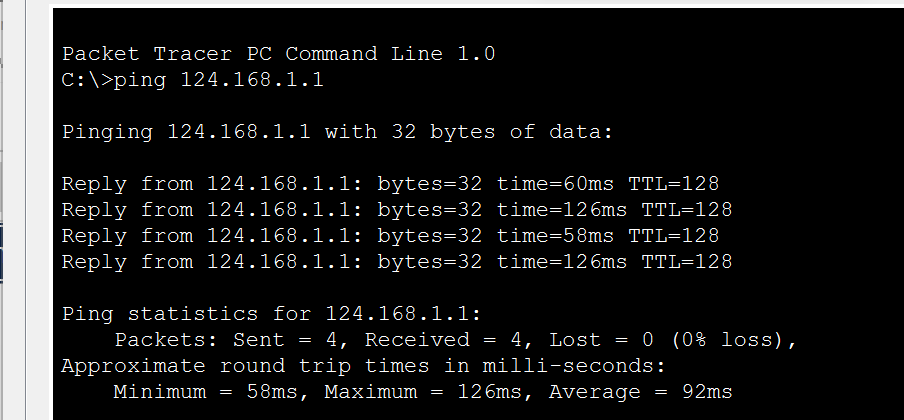 Packet Tracer PC Command Line 1.0
C:\>ping 124.168.1.1
Pinging 124.168.1.1 with 32 bytes of data:
Reply from 124.168.1.1: bytes=32 time=60ms TTL=128
Reply from 124.168.1.1: bytes=32 time=126ms TTL=128
Reply from 124.168.1.1: bytes=32 time=58ms TTL=128
Reply from 124.168.1.1: bytes=32 time=126ms TTL=128
Ping statistics for 124.168.1.1:
Packets: Sent = 4, Received = 4, Lost = 0 (0% loss),
Approximate round trip times in milli-seconds:
Minimum = 58ms, Maximum = 126ms, Average = 92ms